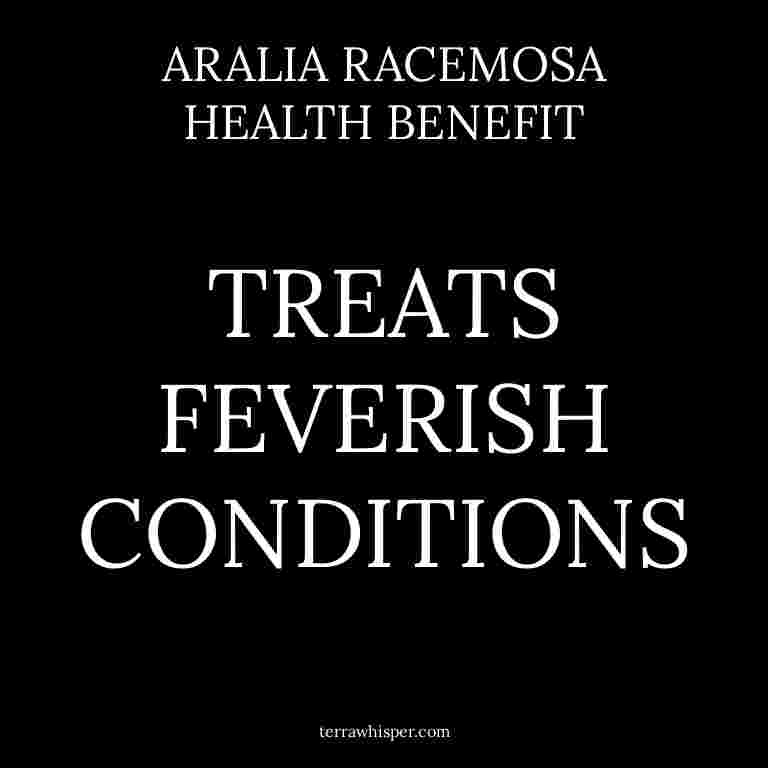 ARALIA RACEMOSA
HEALTH BENEFIT
TREATS
FEVERISH
CONDITIONS
terrawhisper.com